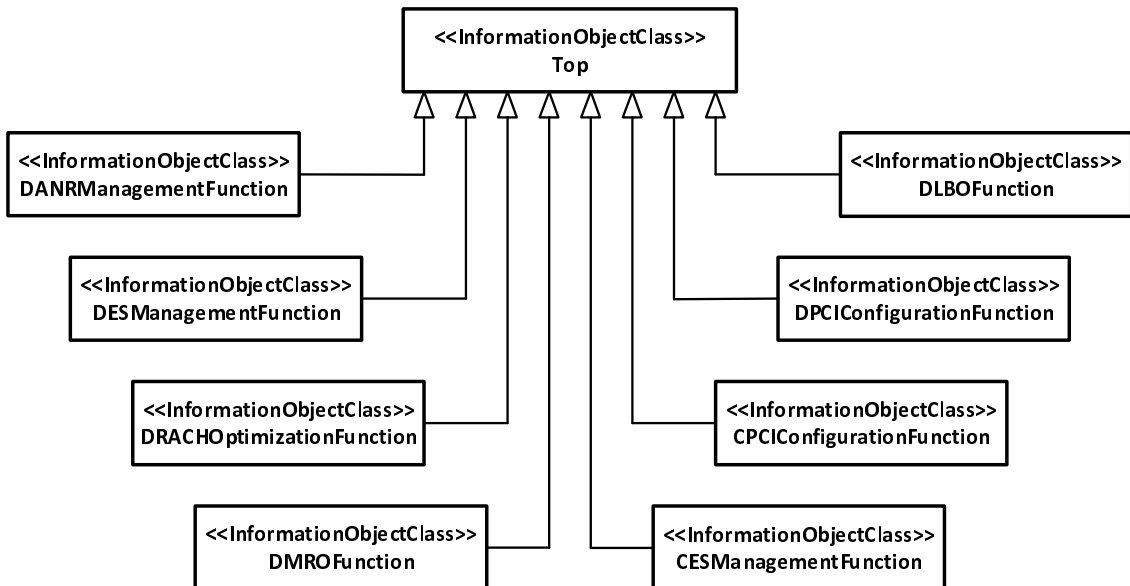 <<InformationObjectClass>>
Top
<<InformationObjectClass>>
DANRManagementFunction
<<InformationObjectClass>>
DLBOFunction
<<InformationObjectClass>>
DESManagementFunction
<<InformationObjectClass>>
DPCIConfigurationFunction
<<InformationObjectClass>>
DRACHOptimizationFunction
<<InformationObjectClass>>
CPCIConfigurationFunction
<<InformationObjectClass>>
DMROFunction
<<InformationObjectClass>>
CESManagementFunction